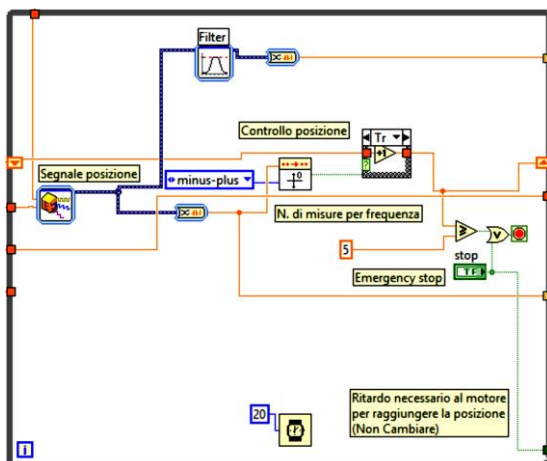 Filter
Controllo posizione
Tr
+1
?
Segnale posizione
minus-plus
N. di misure per frequenza
5
stop
TF
Emergency stop
Ritardo necessario al motore
per raggiungere la posizione
(Non Cambiare)
20
i